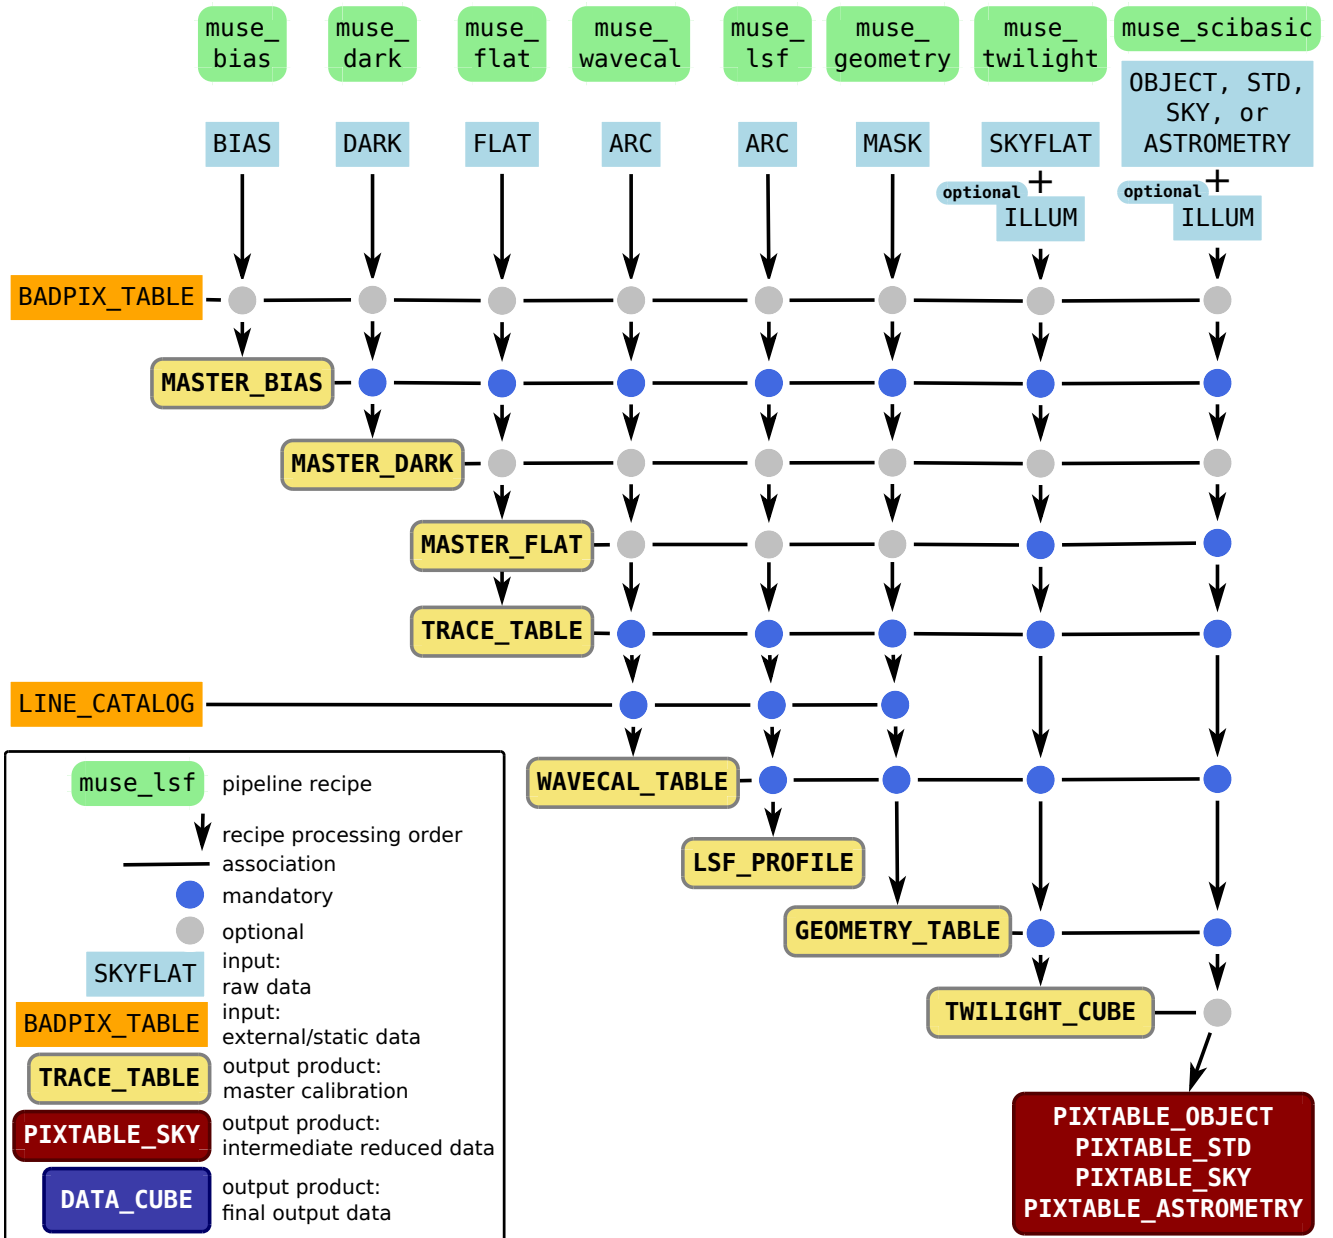 muse_
bias
muse_
dark
muse_
flat
muse_
wavecal
muse_
lsf
muse_
geometry
muse_
twilight
muse_scibasic
BIAS
DARK
FLAT
ARC
ARC
MASK
SKYFLAT
+
optional
ILLUM
OBJECT, STD,
SKY, or
ASTROMETRY
+
optional
ILLUM
BADPIX_TABLE
MASTER_BIAS
MASTER_DARK
MASTER_FLAT
TRACE_TABLE
LINE_CATALOG
WAVECAL_TABLE
LSF_PROFILE
GEOMETRY_TABLE
TWILIGHT_CUBE
PIXTABLE_OBJECT
PIXTABLE_STD
PIXTABLE_SKY
PIXTABLE_ASTROMETRY
muse_lsf
pipeline recipe
recipe processing order
association
mandatory
optional
SKYFLAT
input:
raw data
BADPIX_TABLE
input:
external/static data
TRACE_TABLE
output product:
master calibration
PIXTABLE_SKY
output product:
intermediate reduced data
DATA_CUBE
output product:
final output data